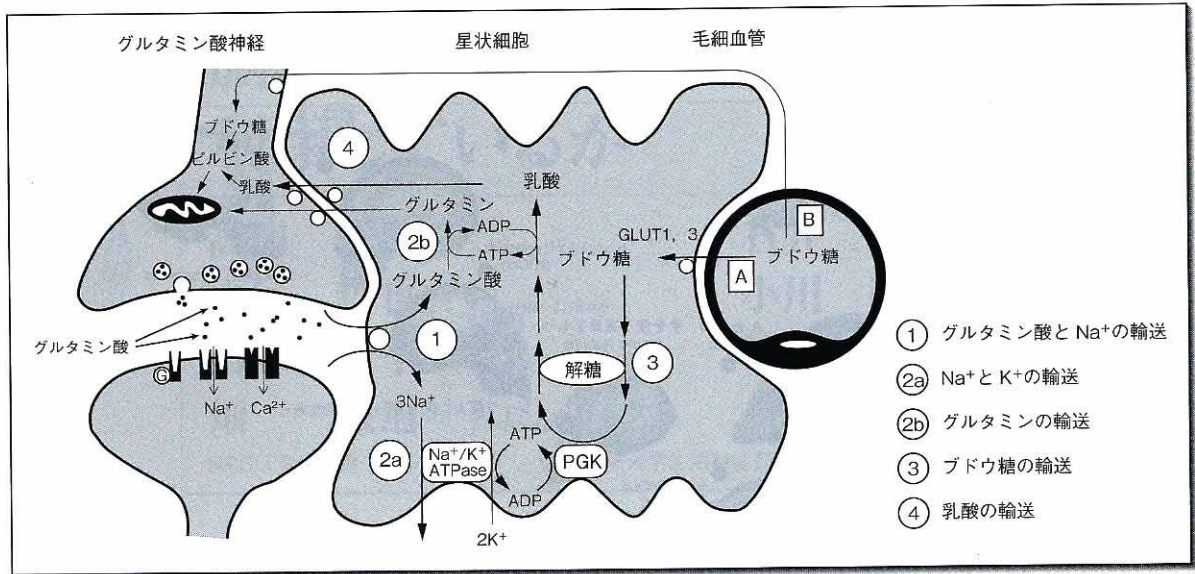 グルタミン酸神経
星状細胞
毛細血管
ブドウ糖
ピルビン酸
乳酸
4
乳酸
グルタミン
ADP
ATP
2b
グルタミン酸
GLUT1, 3
ブドウ糖
B
ブドウ糖
A
1
グルタミン酸
G
Na⁺
Ca²⁺
解糖
3
3Na⁺
2a
Na⁺/K⁺
ATPase
ATP
ADP
PGK
2K⁺
1 グルタミン酸とNa⁺の輸送
2a Na⁺とK⁺の輸送
2b グルタミンの輸送
3 ブドウ糖の輸送
4 乳酸の輸送